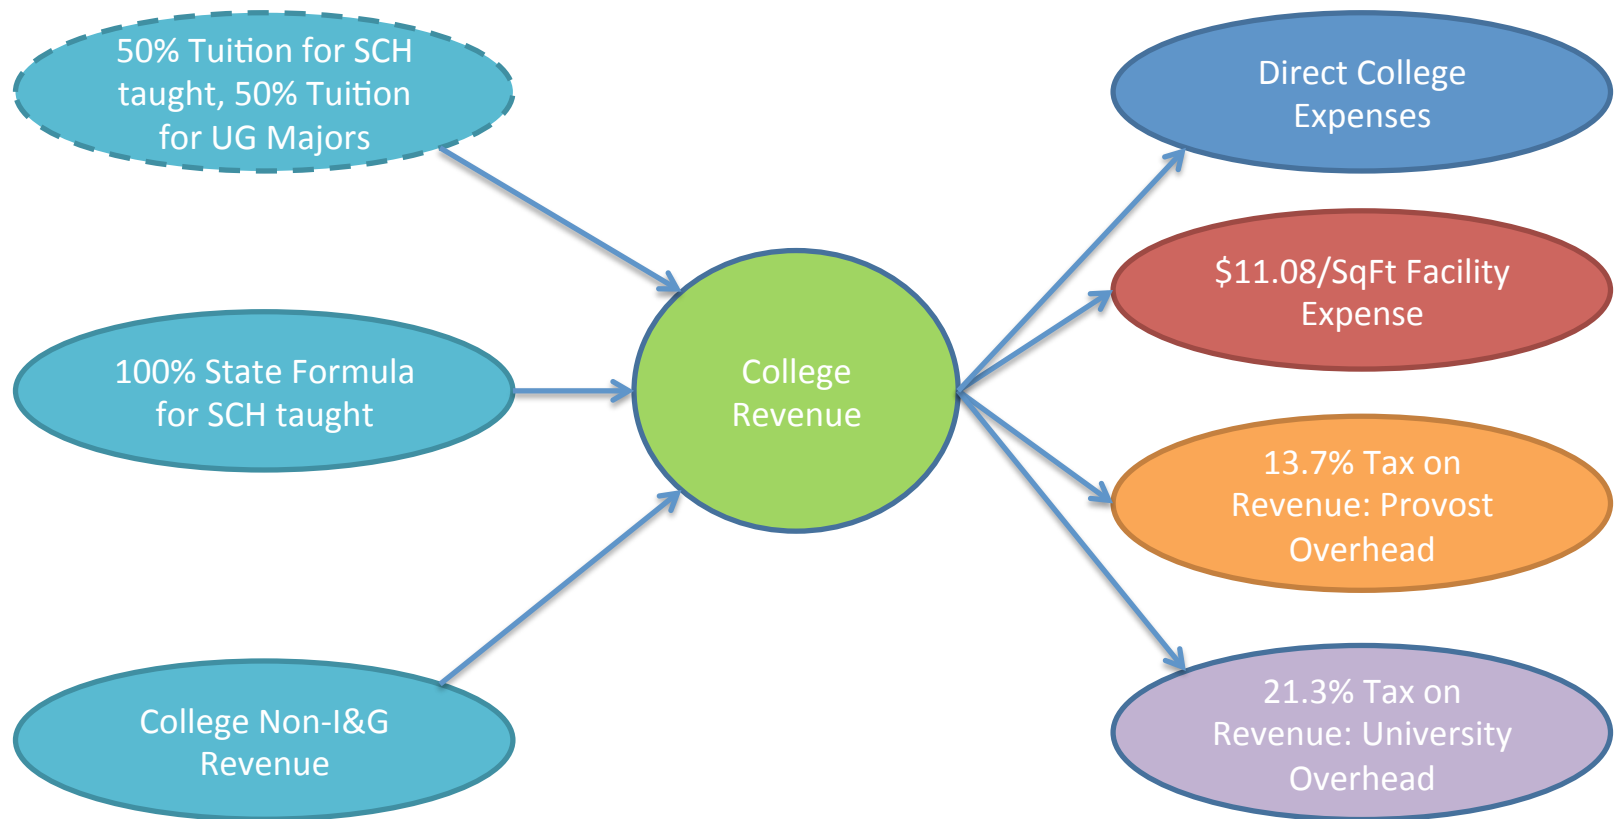 50% Tuition for SCH
taught, 50% Tuition
for UG Majors
100% State Formula
for SCH taught
College Non-I&G
Revenue
College
Revenue
Direct College
Expenses
$11.08/SqFt Facility
Expense
13.7% Tax on
Revenue: Provost
Overhead
21.3% Tax on
Revenue: University
Overhead